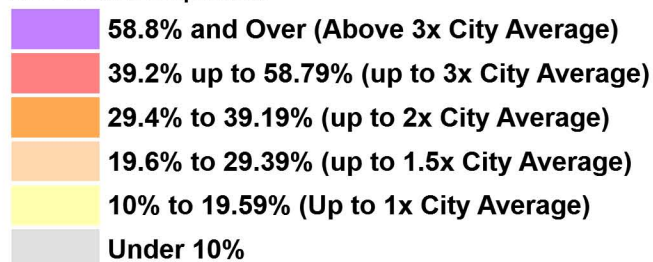 58.8% and Over (Above 3x City Average)
39.2% up to 58.79% (up to 3x City Average)
29.4% to 39.19% (up to 2x City Average)
19.6% to 29.39% (up to 1.5x City Average)
10% to 19.59% (Up to 1x City Average)
Under 10%